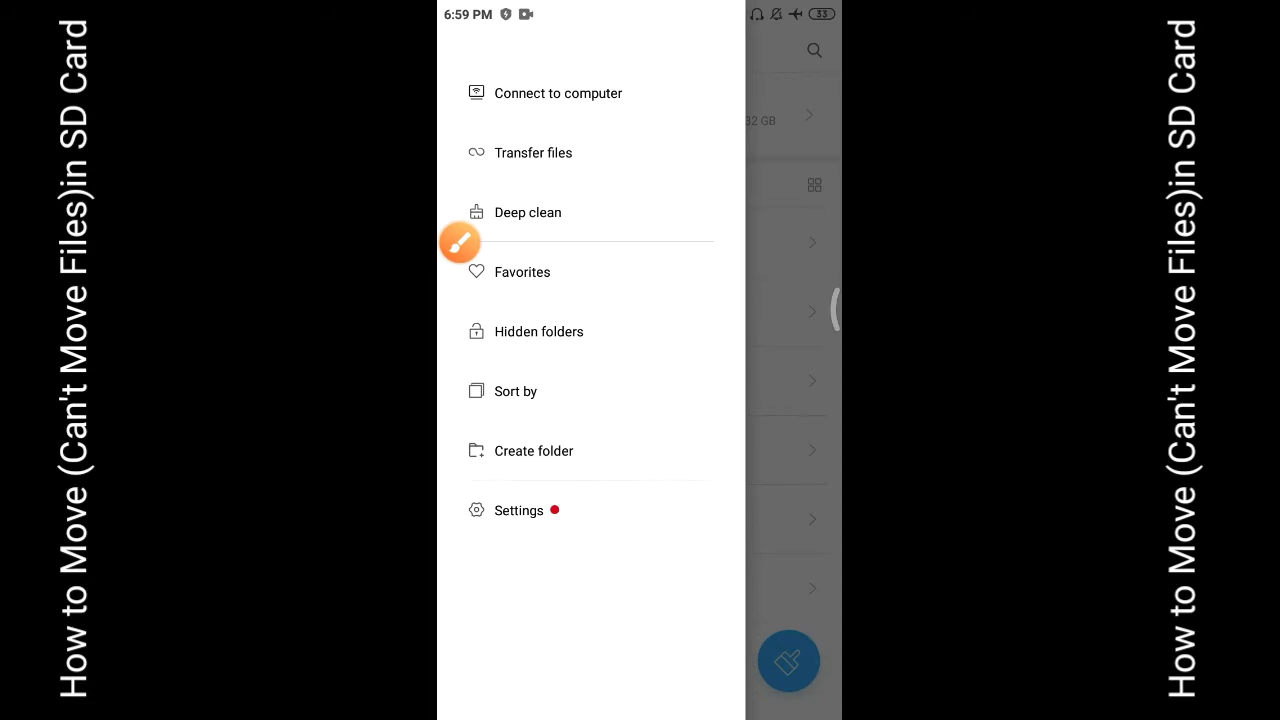 How to Move (Can't Move Files)in SD Card
6:59 PM
33
Connect to computer
32 GB
Transfer files
Deep clean
Favorites
Hidden folders
Sort by
Create folder
Settings
How to Move (Can't Move Files)in SD Card